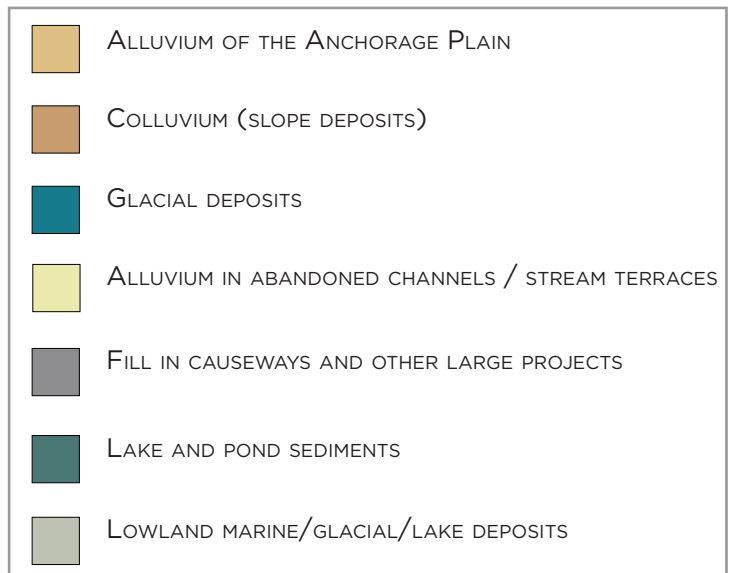 Alluvium of the Anchorage Plain
Colluvium (slope deposits)
Glacial deposits
Alluvium in abandoned channels / stream terraces
Fill in causeways and other large projects
Lake and pond sediments
Lowland marine/glacial/lake deposits